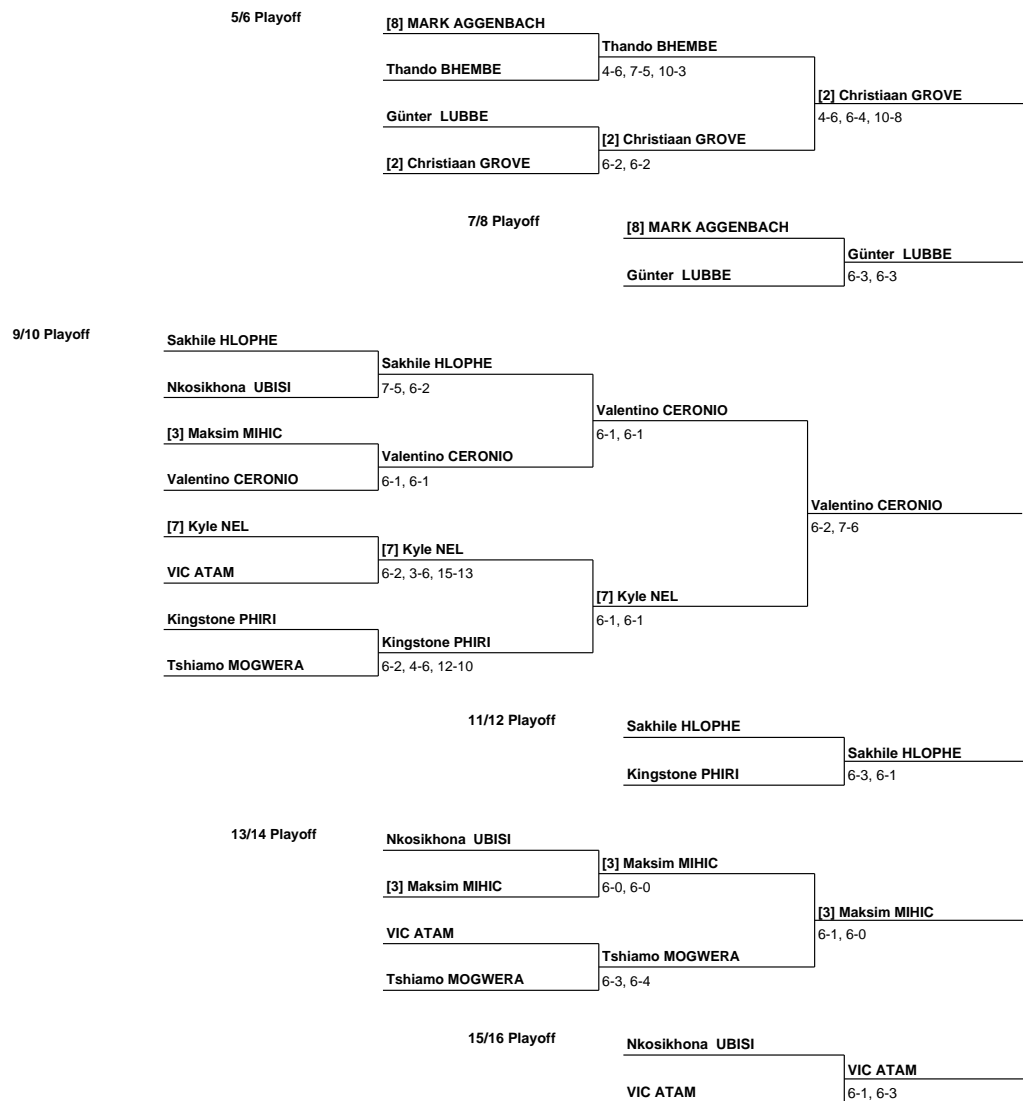 5/6 Playoff
[8] MARK AGGENBACH
Thando BHEMBE
Thando BHEMBE
4-6, 7-5, 10-3
[2] Christiaan GROVE
Günter  LUBBE
4-6, 6-4, 10-8
[2] Christiaan GROVE
[2] Christiaan GROVE
6-2, 6-2
7/8 Playoff
[8] MARK AGGENBACH
Günter  LUBBE
Günter  LUBBE
6-3, 6-3
9/10 Playoff
Sakhile HLOPHE
Sakhile HLOPHE
Nkosikhona  UBISI
7-5, 6-2
Valentino CERONIO
[3] Maksim MIHIC
6-1, 6-1
Valentino CERONIO
Valentino CERONIO
6-1, 6-1
Valentino CERONIO
[7] Kyle NEL
6-2, 7-6
[7] Kyle NEL
VIC ATAM
6-2, 3-6, 15-13
[7] Kyle NEL
Kingstone PHIRI
6-1, 6-1
Kingstone PHIRI
Tshiamo MOGWERA
6-2, 4-6, 12-10
11/12 Playoff
Sakhile HLOPHE
Sakhile HLOPHE
Kingstone PHIRI
6-3, 6-1
13/14 Playoff
Nkosikhona  UBISI
[3] Maksim MIHIC
[3] Maksim MIHIC
6-0, 6-0
[3] Maksim MIHIC
VIC ATAM
6-1, 6-0
Tshiamo MOGWERA
Tshiamo MOGWERA
6-3, 6-4
15/16 Playoff
Nkosikhona  UBISI
VIC ATAM
VIC ATAM
6-1, 6-3